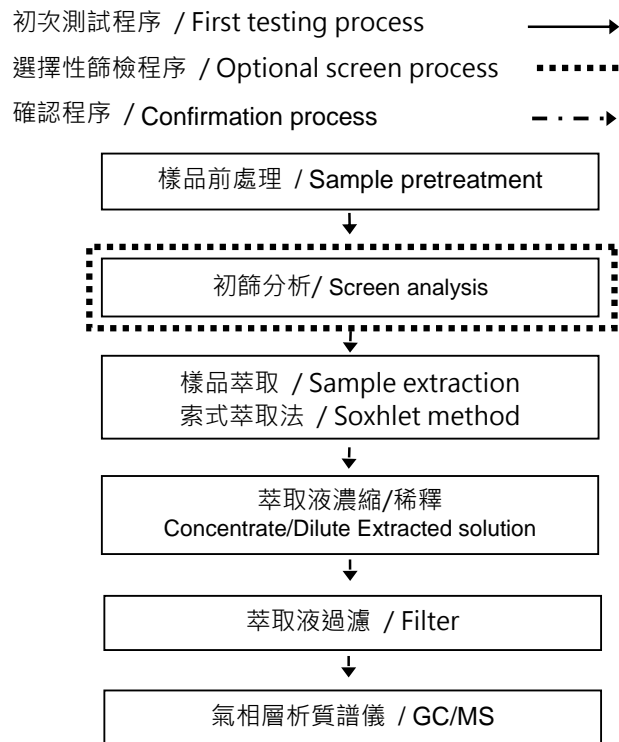 初次測試程序 / First testing process
選擇性篩檢程序 / Optional screen process
確認程序 / Confirmation process
樣品前處理 / Sample pretreatment
初篩分析/ Screen analysis
樣品萃取 / Sample extraction
索式萃取法 / Soxhlet method
萃取液濃縮/稀釋
Concentrate/Dilute Extracted solution
萃取液過濾 / Filter
氣相層析質譜儀 / GC/MS